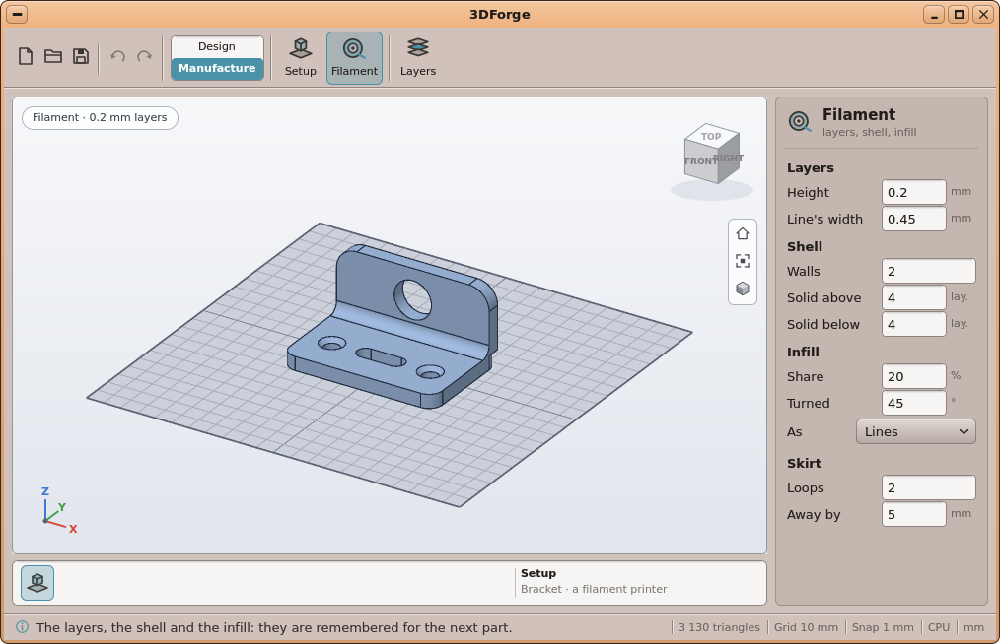 3DForge
Design
Manufacture
Setup
Filament
Layers
Filament · 0.2 mm layers
TOP
FRONT
RIGHT
Z
Y
X
Filament
layers, shell, infill
Layers
Height 0.2 mm
Line's width 0.45 mm
Shell
Walls 2
Solid above 4 lay.
Solid below 4 lay.
Infill
Share 20 %
Turned 45 °
As Lines
Skirt
Loops 2
Away by 5 mm
Setup
Bracket · a filament printer
The layers, the shell and the infill: they are remembered for the next part.
3 130 triangles
Grid 10 mm
Snap 1 mm
CPU
mm